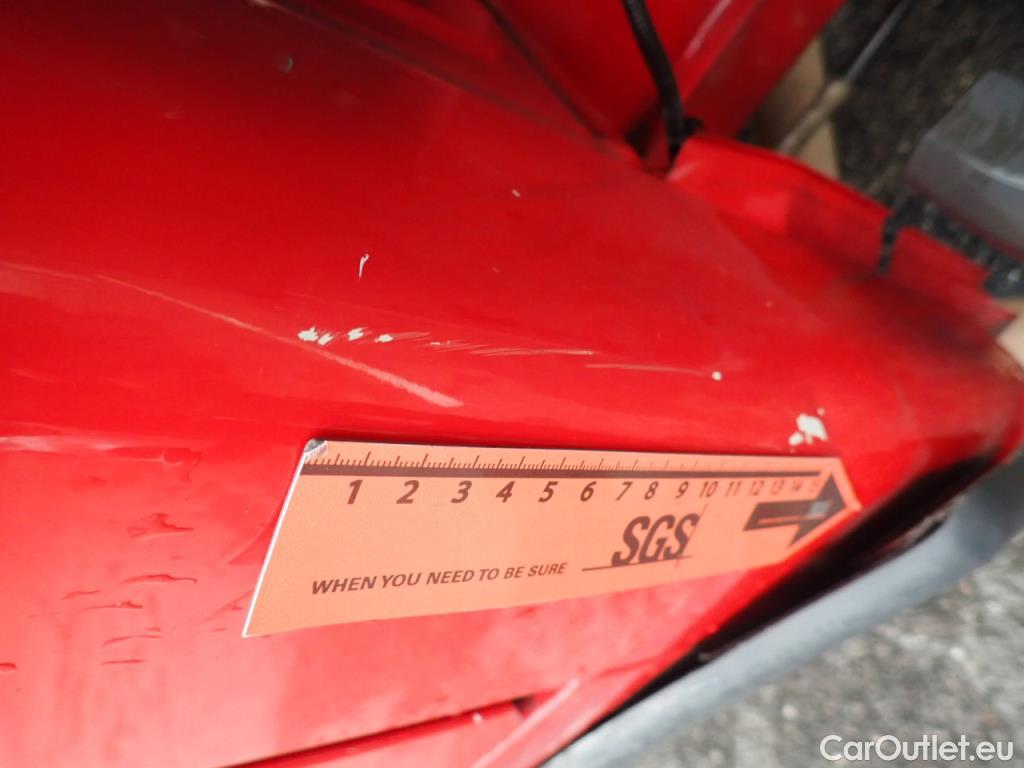 1 2 3 4 5 6 7 8 9 10 11 12 13 14 15
SGS
WHEN YOU NEED TO BE SURE
CarOutlet.eu